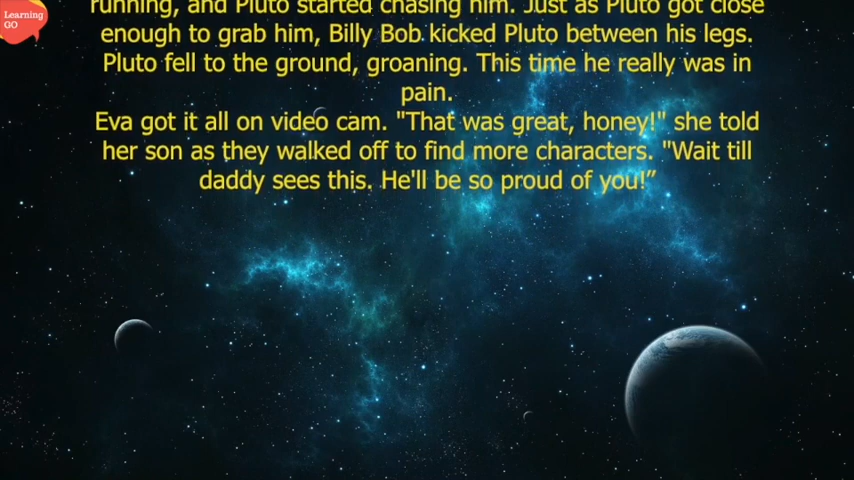 Learning
GO
running, and Pluto started chasing him. Just as Pluto got close
enough to grab him, Billy Bob kicked Pluto between his legs.
Pluto fell to the ground, groaning. This time he really was in
pain.
Eva got it all on video cam. "That was great, honey!" she told
her son as they walked off to find more characters. "Wait till
daddy sees this. He'll be so proud of you!”